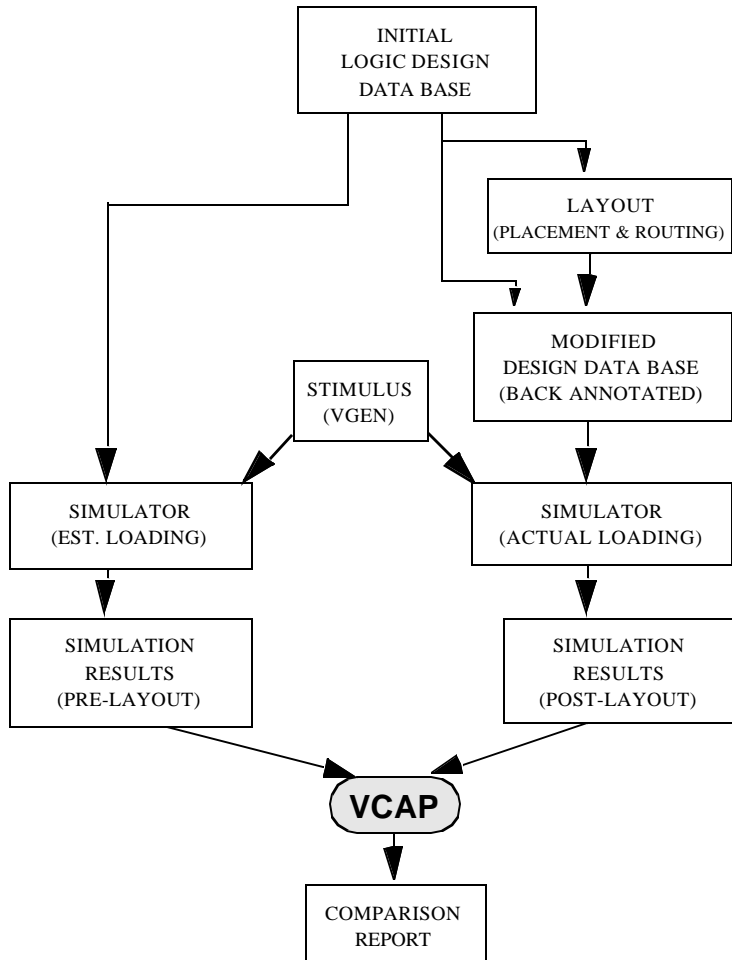 INITIAL
LOGIC DESIGN
DATA BASE
LAYOUT
(PLACEMENT & ROUTING)
MODIFIED
DESIGN DATA BASE
(BACK ANNOTATED)
STIMULUS
(VGEN)
SIMULATOR
(EST. LOADING)
SIMULATOR
(ACTUAL LOADING)
SIMULATION
RESULTS
(PRE-LAYOUT)
SIMULATION
RESULTS
(POST-LAYOUT)
VCAP
COMPARISON
REPORT